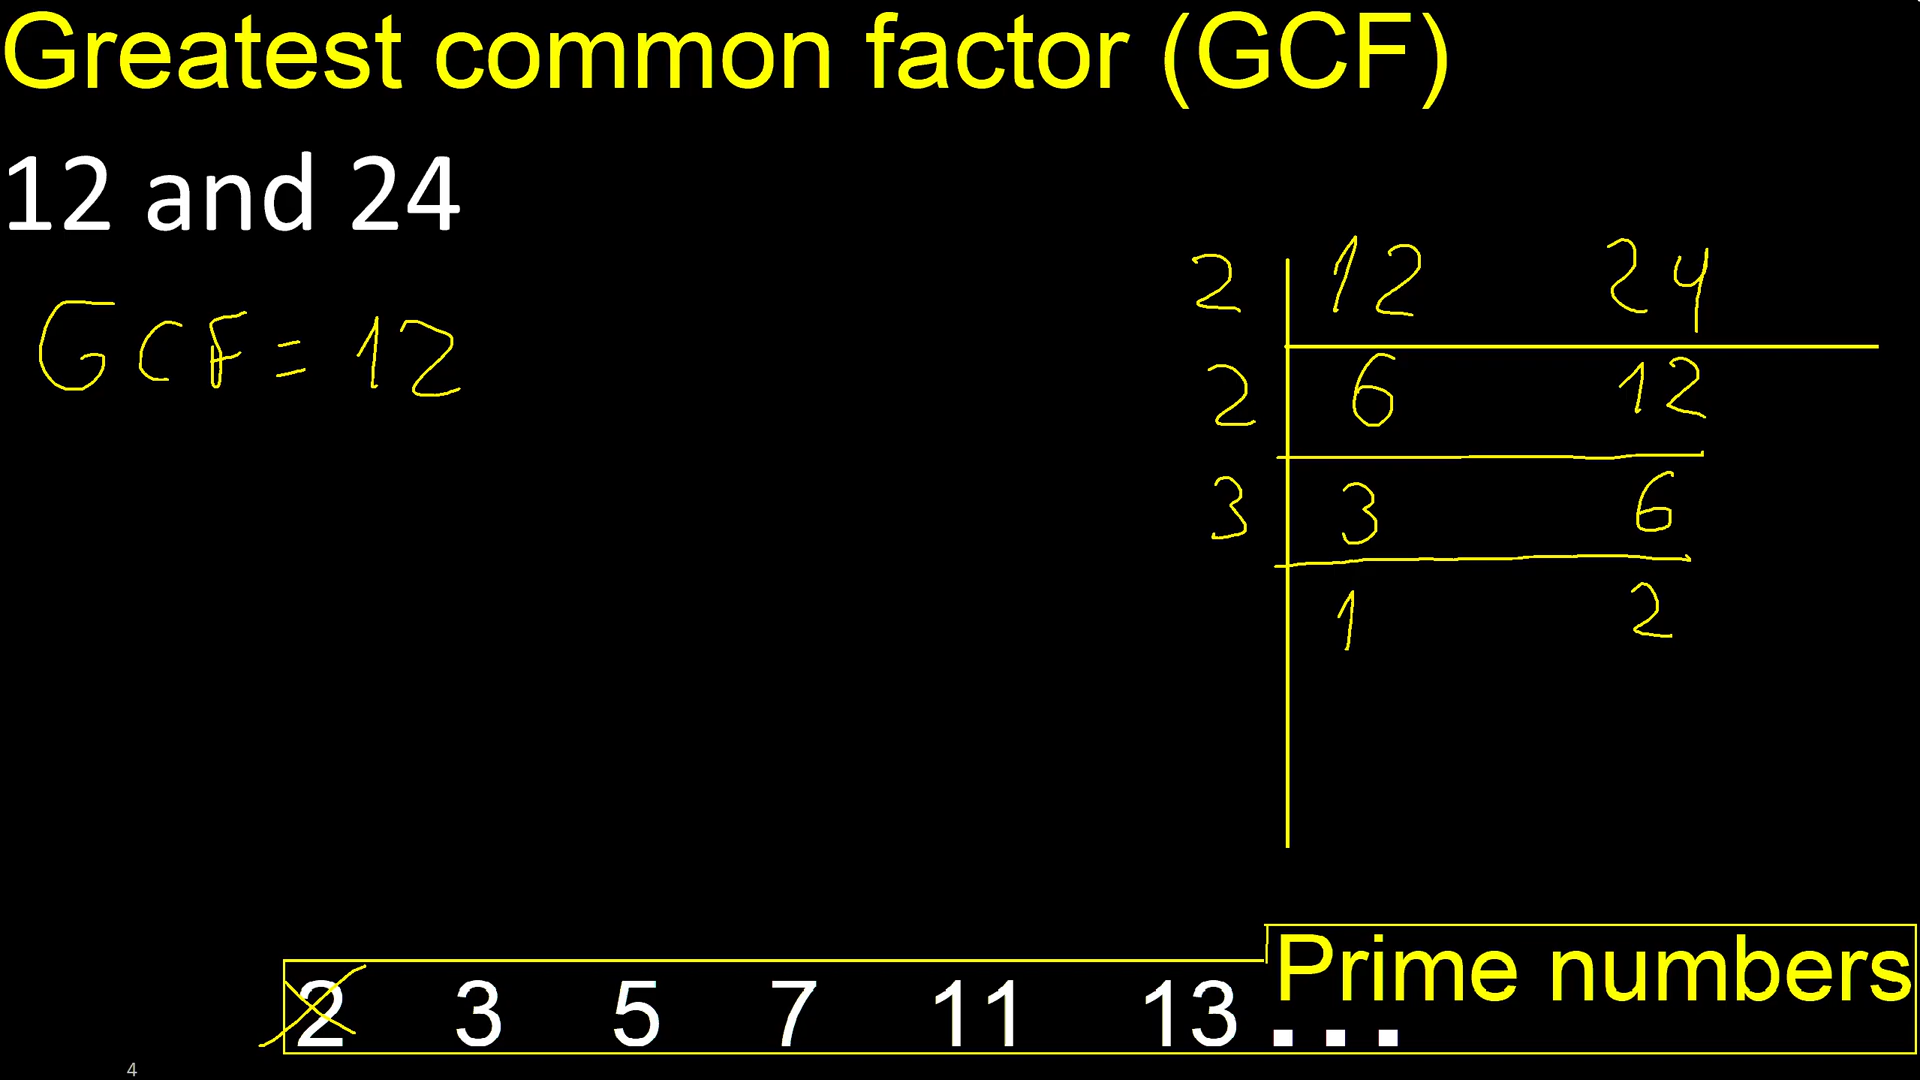 Greatest common factor (GCF)
12 and 24
GCF = 12
2 12 24
2 6 12
3 3 6
1 2
Prime numbers
2 3 5 7 11 13 ...
4